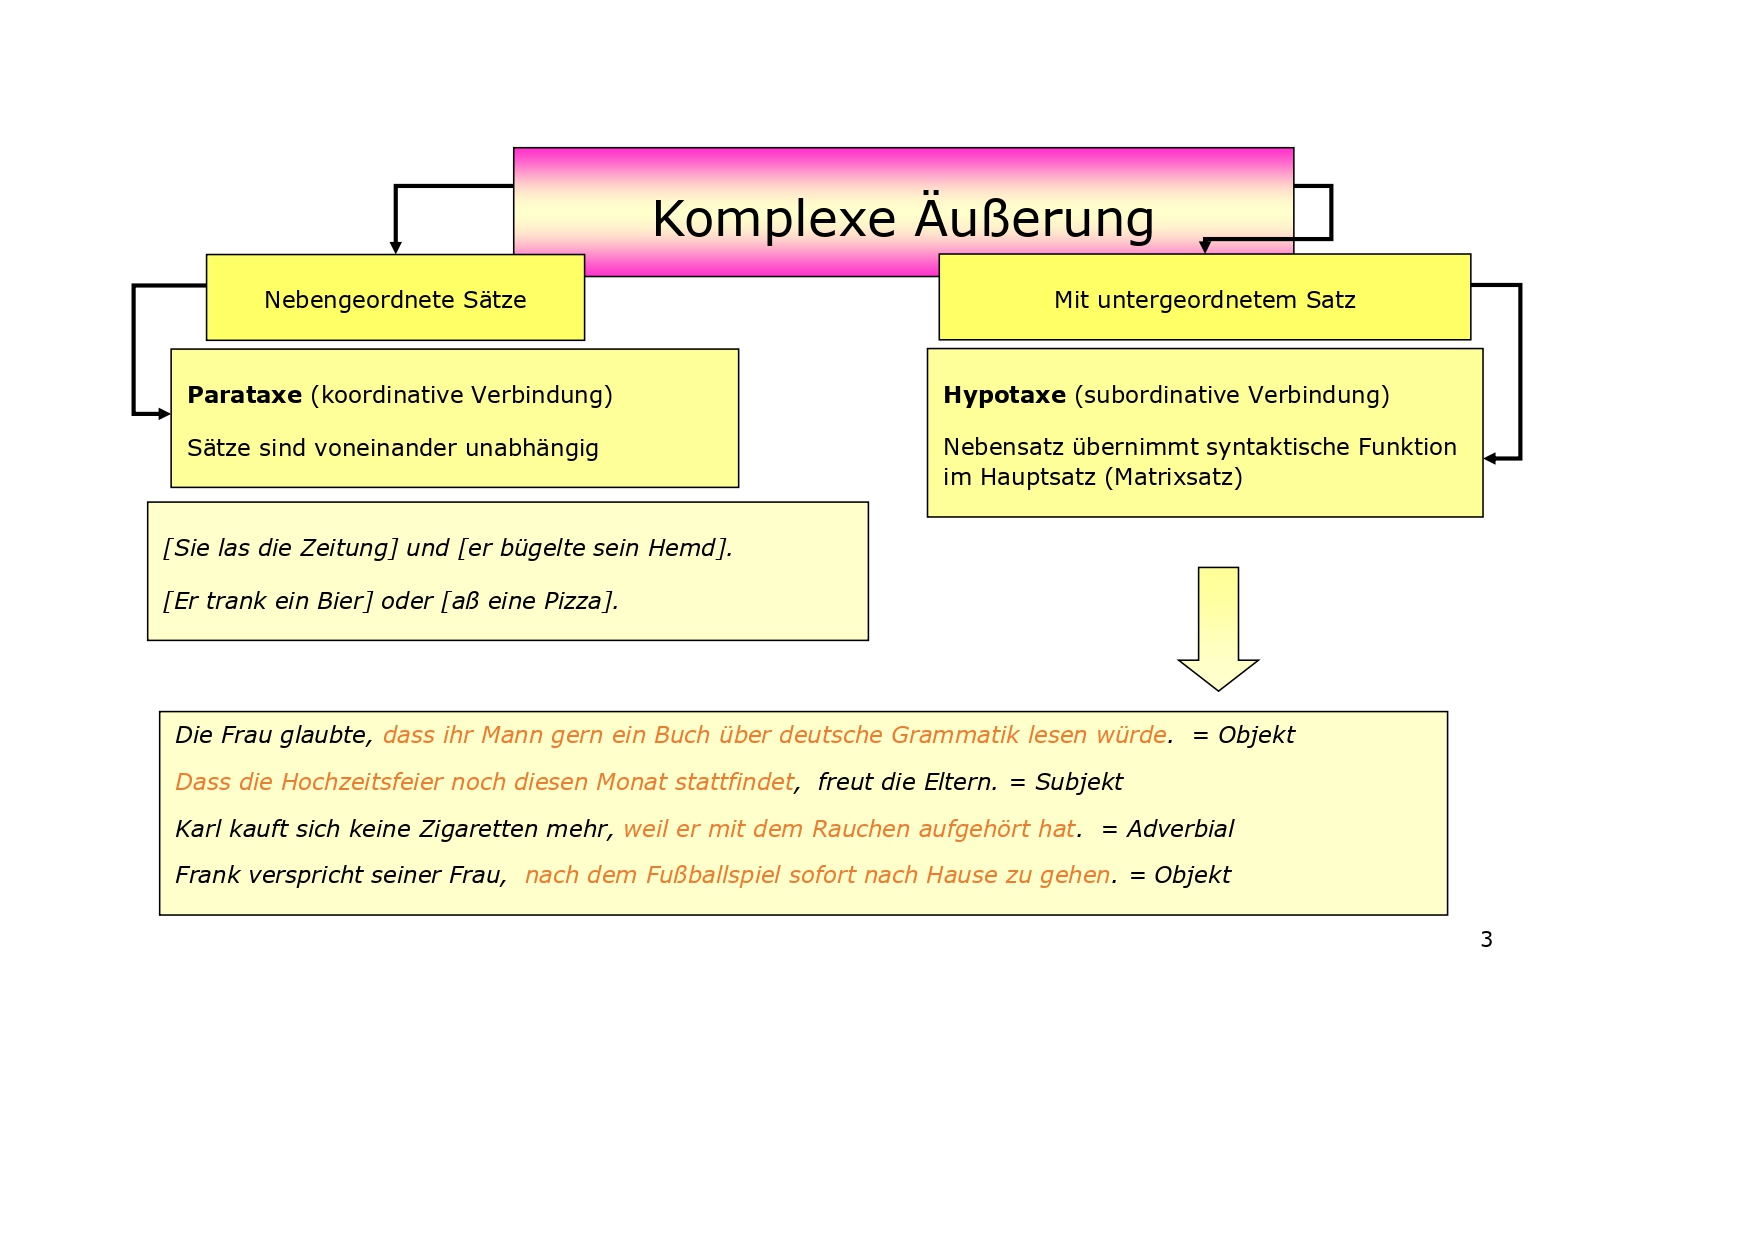 Komplexe Äußerung
Nebengeordnete Sätze
Parataxe (koordinative Verbindung)
Sätze sind voneinander unabhängig
[Sie las die Zeitung] und [er bügelte sein Hemd].
[Er trank ein Bier] oder [aß eine Pizza].
Mit untergeordnetem Satz
Hypotaxe (subordinative Verbindung)
Nebensatz übernimmt syntaktische Funktion
im Hauptsatz (Matrixsatz)
Die Frau glaubte, dass ihr Mann gern ein Buch über deutsche Grammatik lesen würde. = Objekt
Dass die Hochzeitsfeier noch diesen Monat stattfindet, freut die Eltern. = Subjekt
Karl kauft sich keine Zigaretten mehr, weil er mit dem Rauchen aufgehört hat. = Adverbial
Frank verspricht seiner Frau, nach dem Fußballspiel sofort nach Hause zu gehen. = Objekt
3